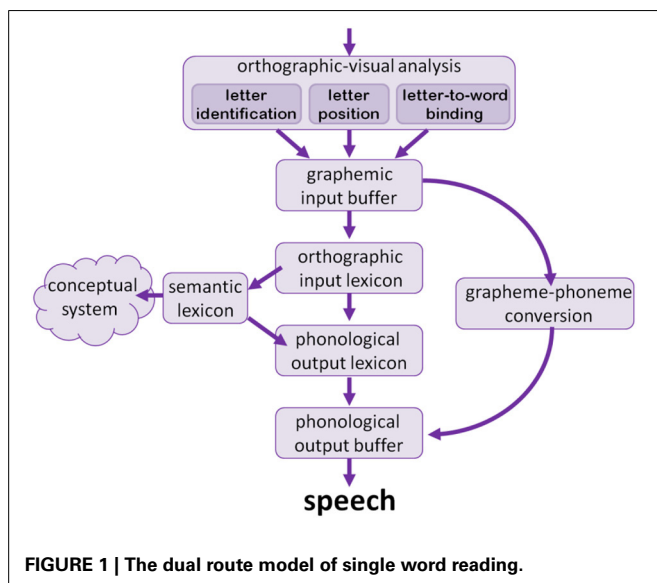 orthographic-visual analysis
letter
identification
letter
position
letter-to-word
binding
graphemic
input buffer
orthographic
input lexicon
conceptual
system
semantic
lexicon
grapheme-phoneme
conversion
phonological
output lexicon
phonological
output buffer
speech
FIGURE 1 | The dual route model of single word reading.